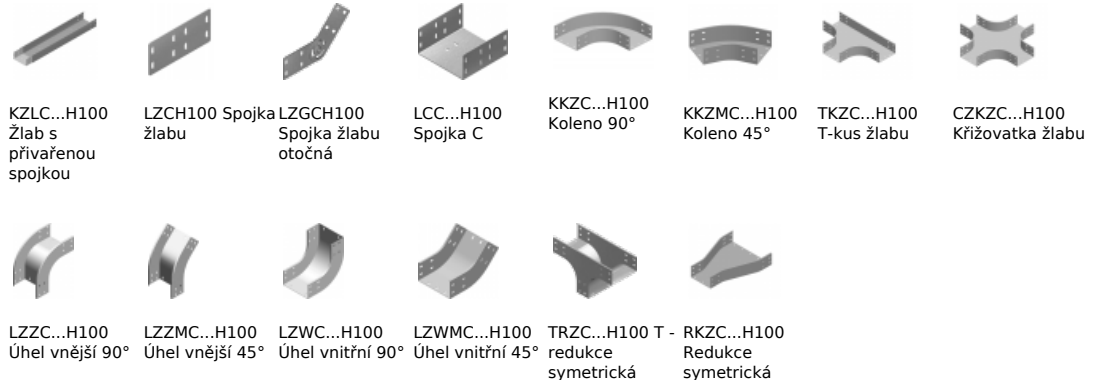 KZLC...H100
Žlab s
přivařenou
spojkou
LZCH100 Spojka
žlabu
LZGCH100
Spojka žlabu
otočná
LCC...H100
Spojka C
KKZC...H100
Koleno 90°
KKZMC...H100
Koleno 45°
TKZC...H100
T-kus žlabu
CZKZC...H100
Křižovatka žlabu
LZZC...H100
Úhel vnější 90°
LZZMC...H100
Úhel vnější 45°
LZWC...H100
Úhel vnitřní 90°
LZWMC...H100
Úhel vnitřní 45°
TRZC...H100 T -
redukce
symetrická
RKZC...H100
Redukce
symetrická